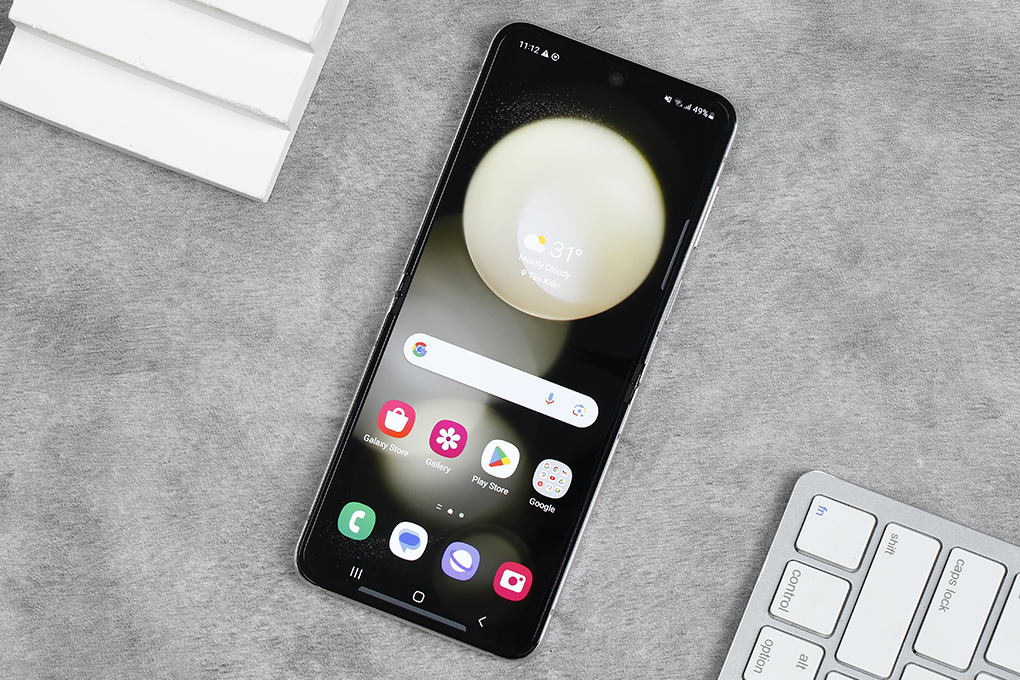 11:12
49%
31°
Mostly Cloudy
Tân Kiên
Galaxy Store
Gallery
Play Store
Google
fn
shift
caps lock
control
alt
option